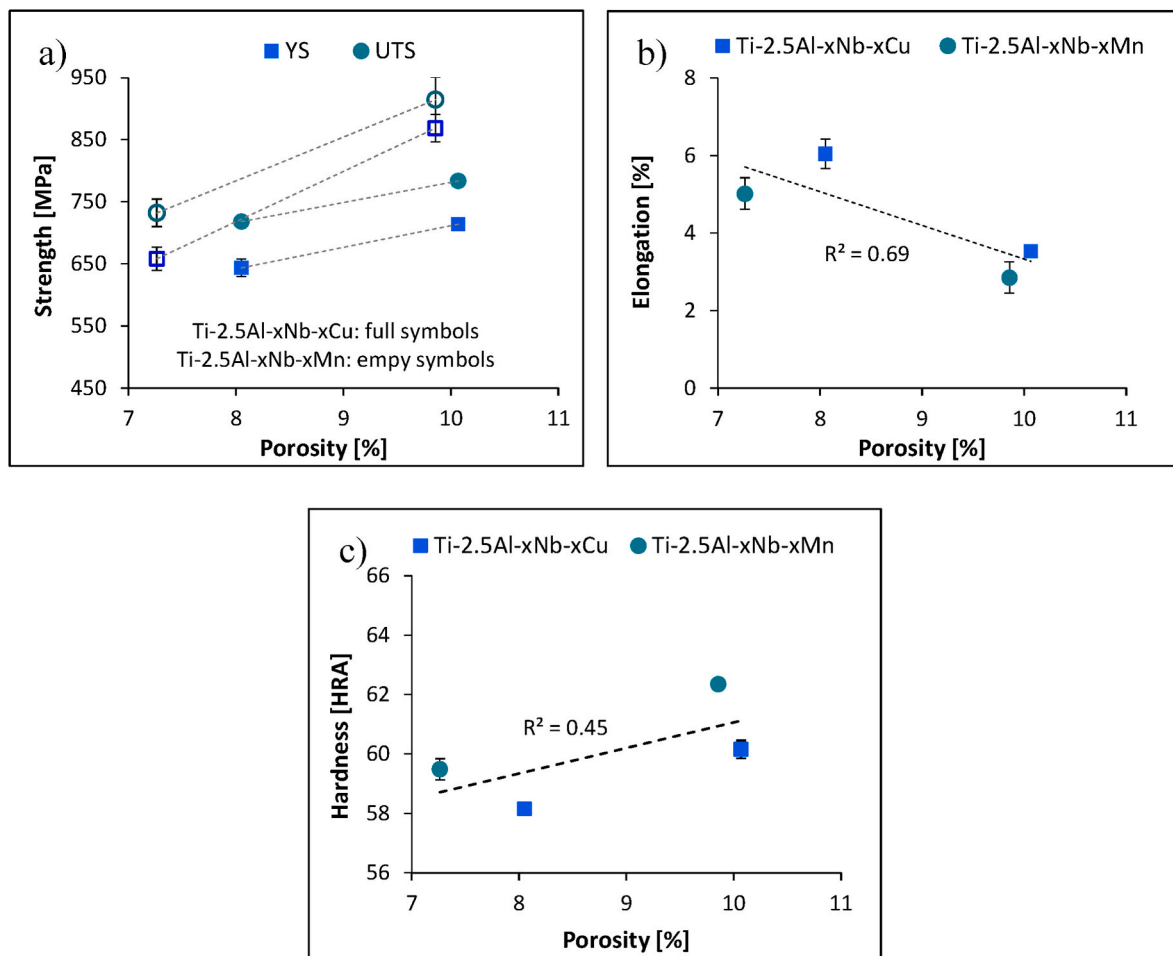 a)
YS UTS
950
850
750
650
550
450
Strength [MPa]
Ti-2.5Al-xNb-xCu: full symbols
Ti-2.5Al-xNb-xMn: empy symbols
7 8 9 10 11
Porosity [%]
b)
Ti-2.5Al-xNb-xCu Ti-2.5Al-xNb-xMn
8
6
4
2
0
Elongation [%]
R² = 0.69
7 8 9 10 11
Porosity [%]
c)
Ti-2.5Al-xNb-xCu Ti-2.5Al-xNb-xMn
66
64
62
60
58
56
Hardness [HRA]
R² = 0.45
7 8 9 10 11
Porosity [%]